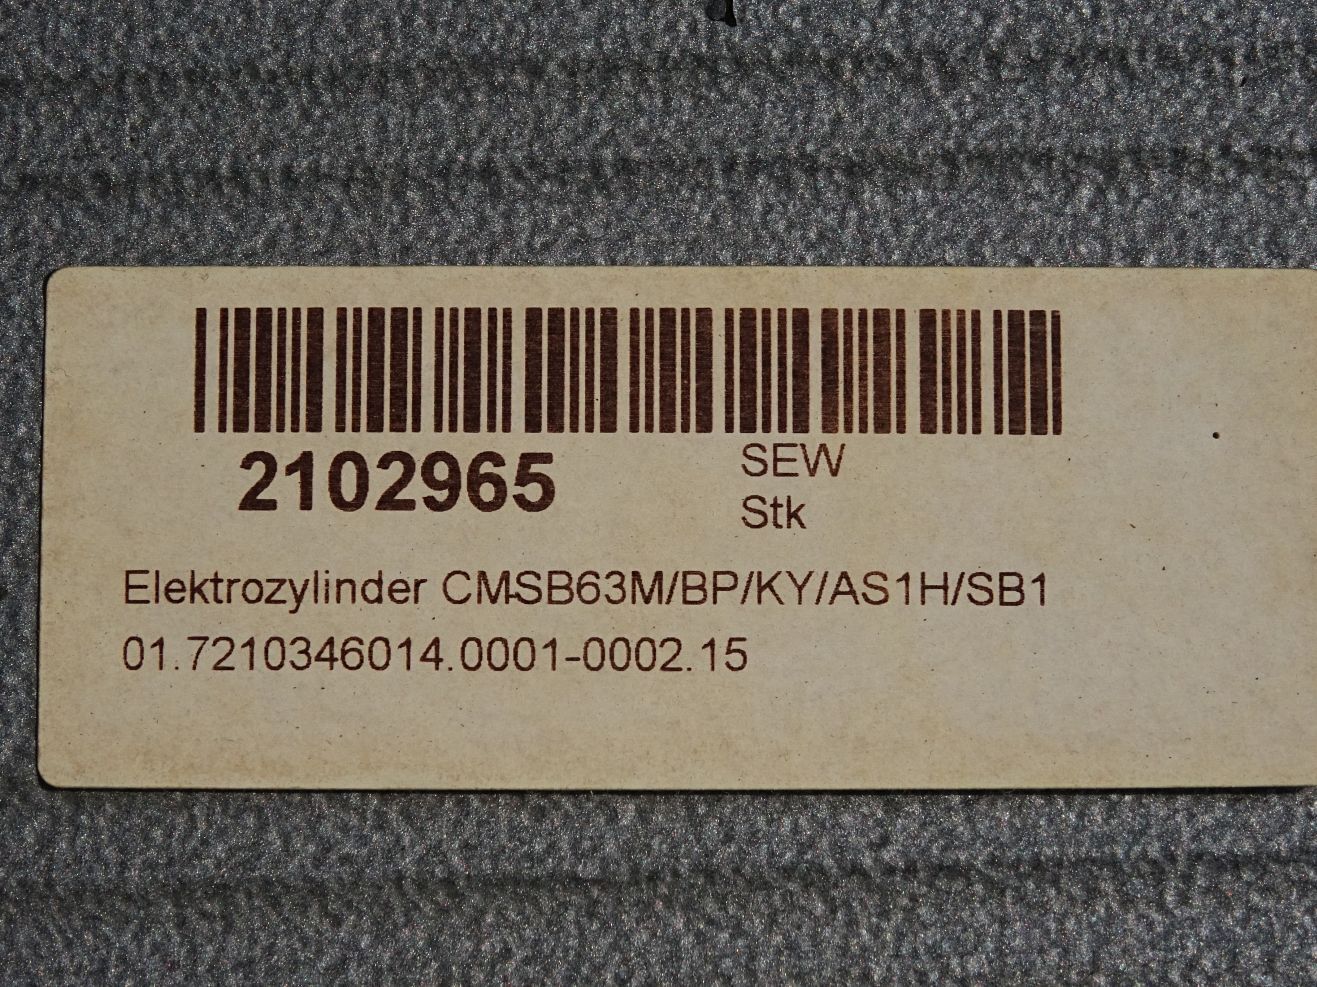 2102965
SEW
Stk
Elektrozylinder CMSB63M/BP/KY/AS1H/SB1
01.7210346014.0001-0002.15